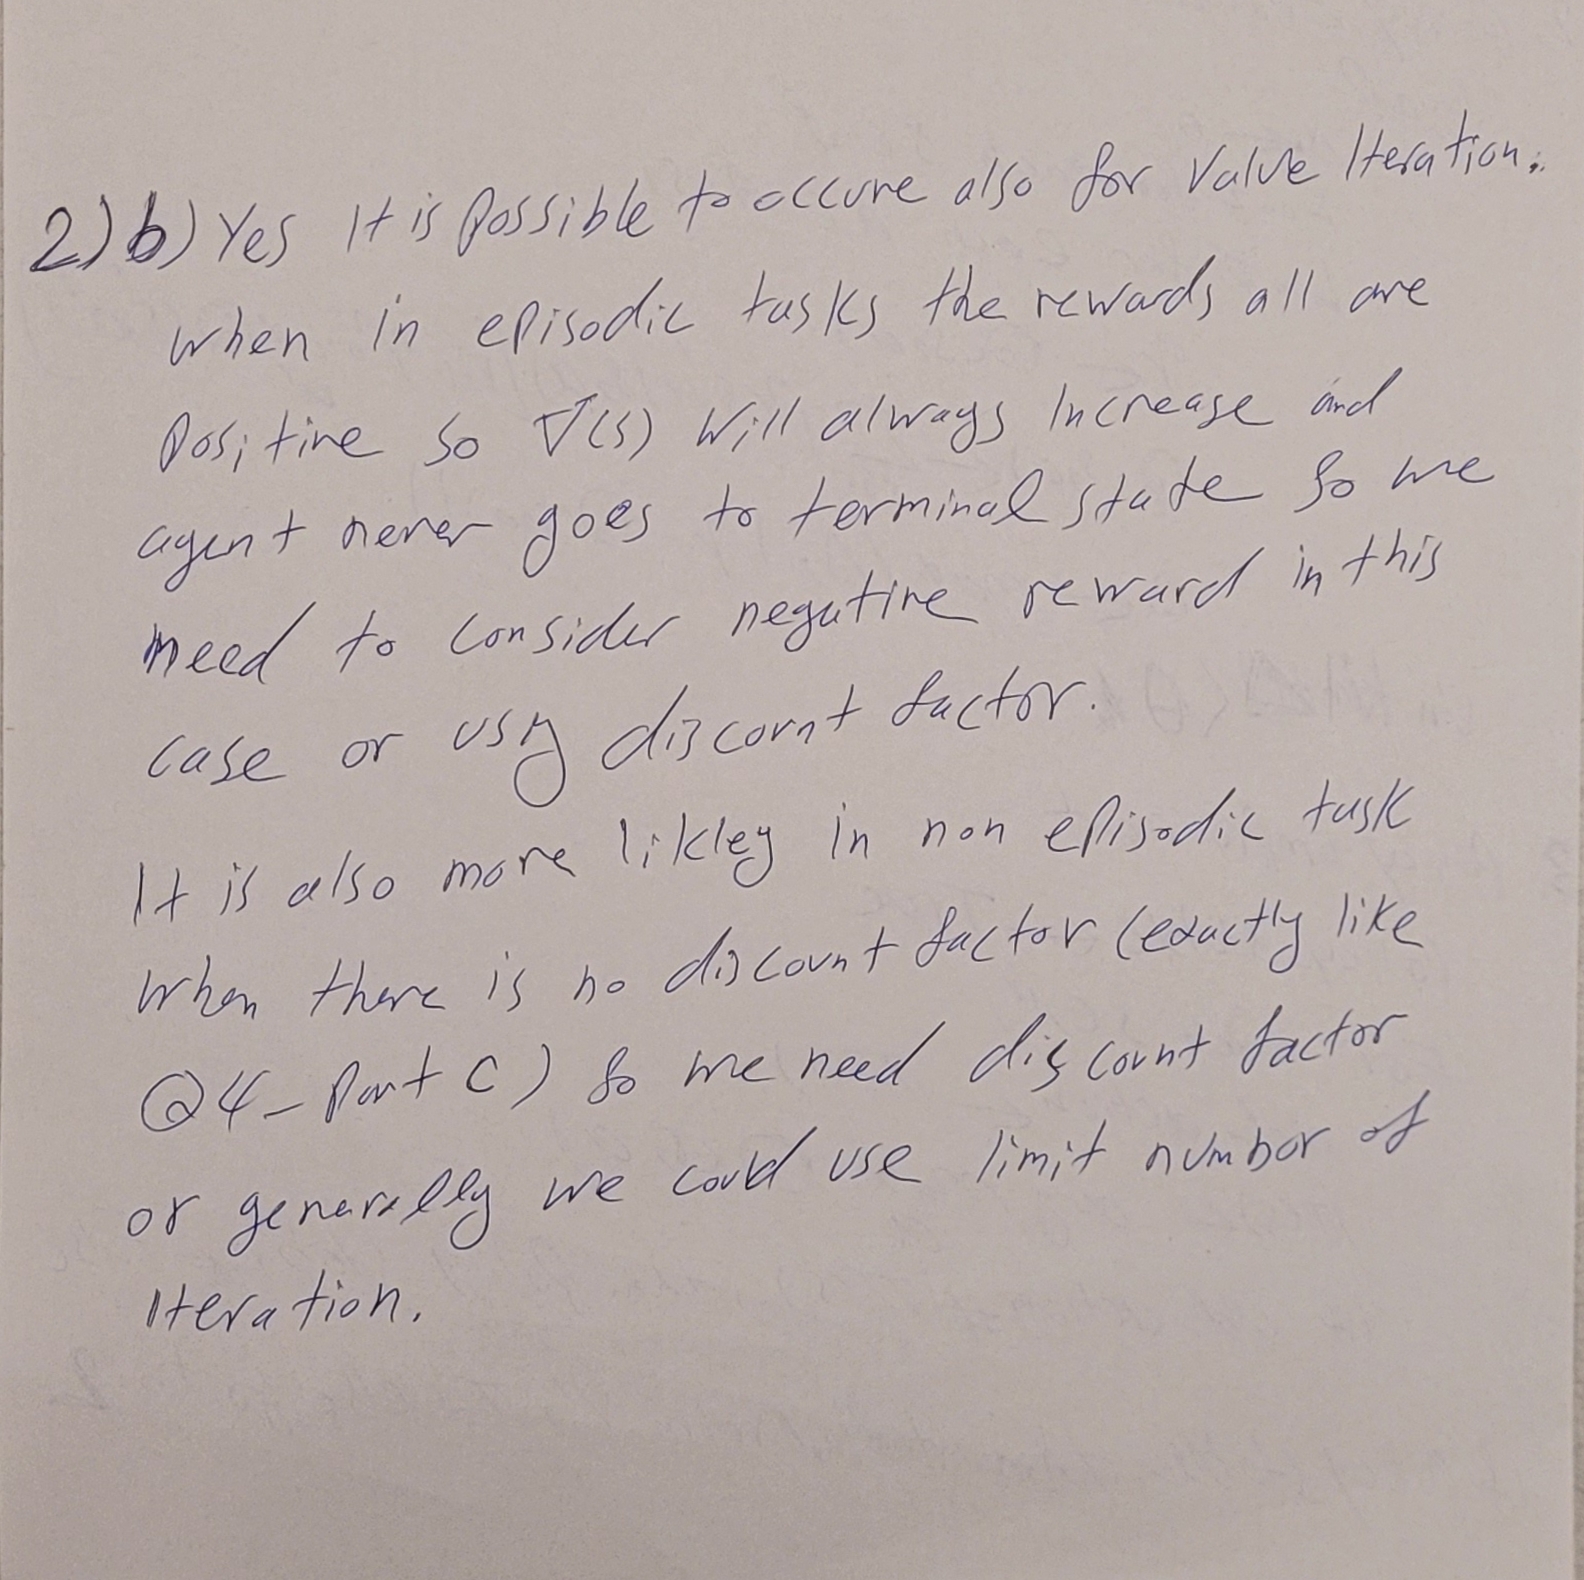 2) b) Yes It is possible to occure also for Value Iteration.
when in episodic tasks the rewards all are
Positive so V(s) will always Increase and
agent never goes to terminal state so we
need to consider negative reward in this
case or using discount factor.
It is also more likley in non episodic task
when there is no discount factor (exactly like
Q4 - Part C) so we need discount factor
or generally we could use limit number of
Iteration.